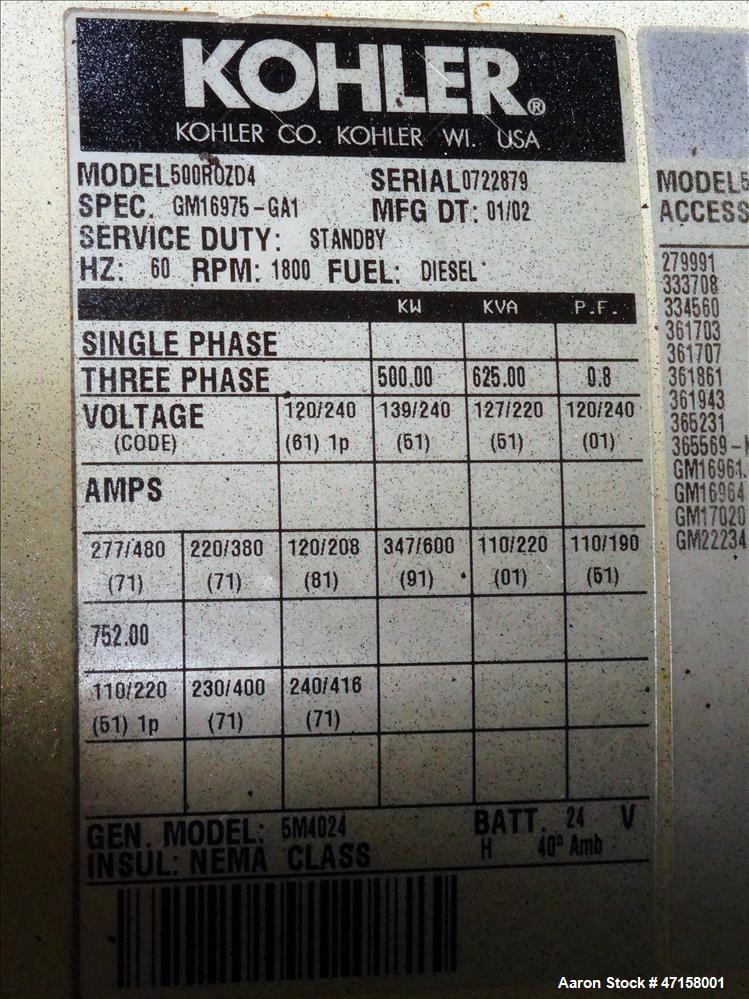 KOHLER®
KOHLER CO. KOHLER WI. USA
MODEL 500ROZD4 SERIAL 0722879
SPEC. GM16975-GA1 MFG DT: 01/02
SERVICE DUTY: STANDBY
HZ: 60 RPM: 1800 FUEL: DIESEL
KW KVA P.F.
SINGLE PHASE
THREE PHASE 500.00 625.00 0.8
VOLTAGE 120/240 139/240 127/220 120/240
(CODE) (61) 1p (51) (51) (01)
AMPS
277/480 220/380 120/208 347/600 110/220 110/190
(71) (71) (81) (91) (01) (51)
752.00
110/220 230/400 240/416
(51) 1p (71) (71)
GEN. MODEL: 5M4024 BATT. 24 V
INSUL: NEMA CLASS H 40º Amb
MODEL 5
ACCESS
279991
333708
334560
361703
361707
361861
361943
365231
365569-
GM16961-
GM16964
GM17020
GM22234
Aaron Stock # 47158001